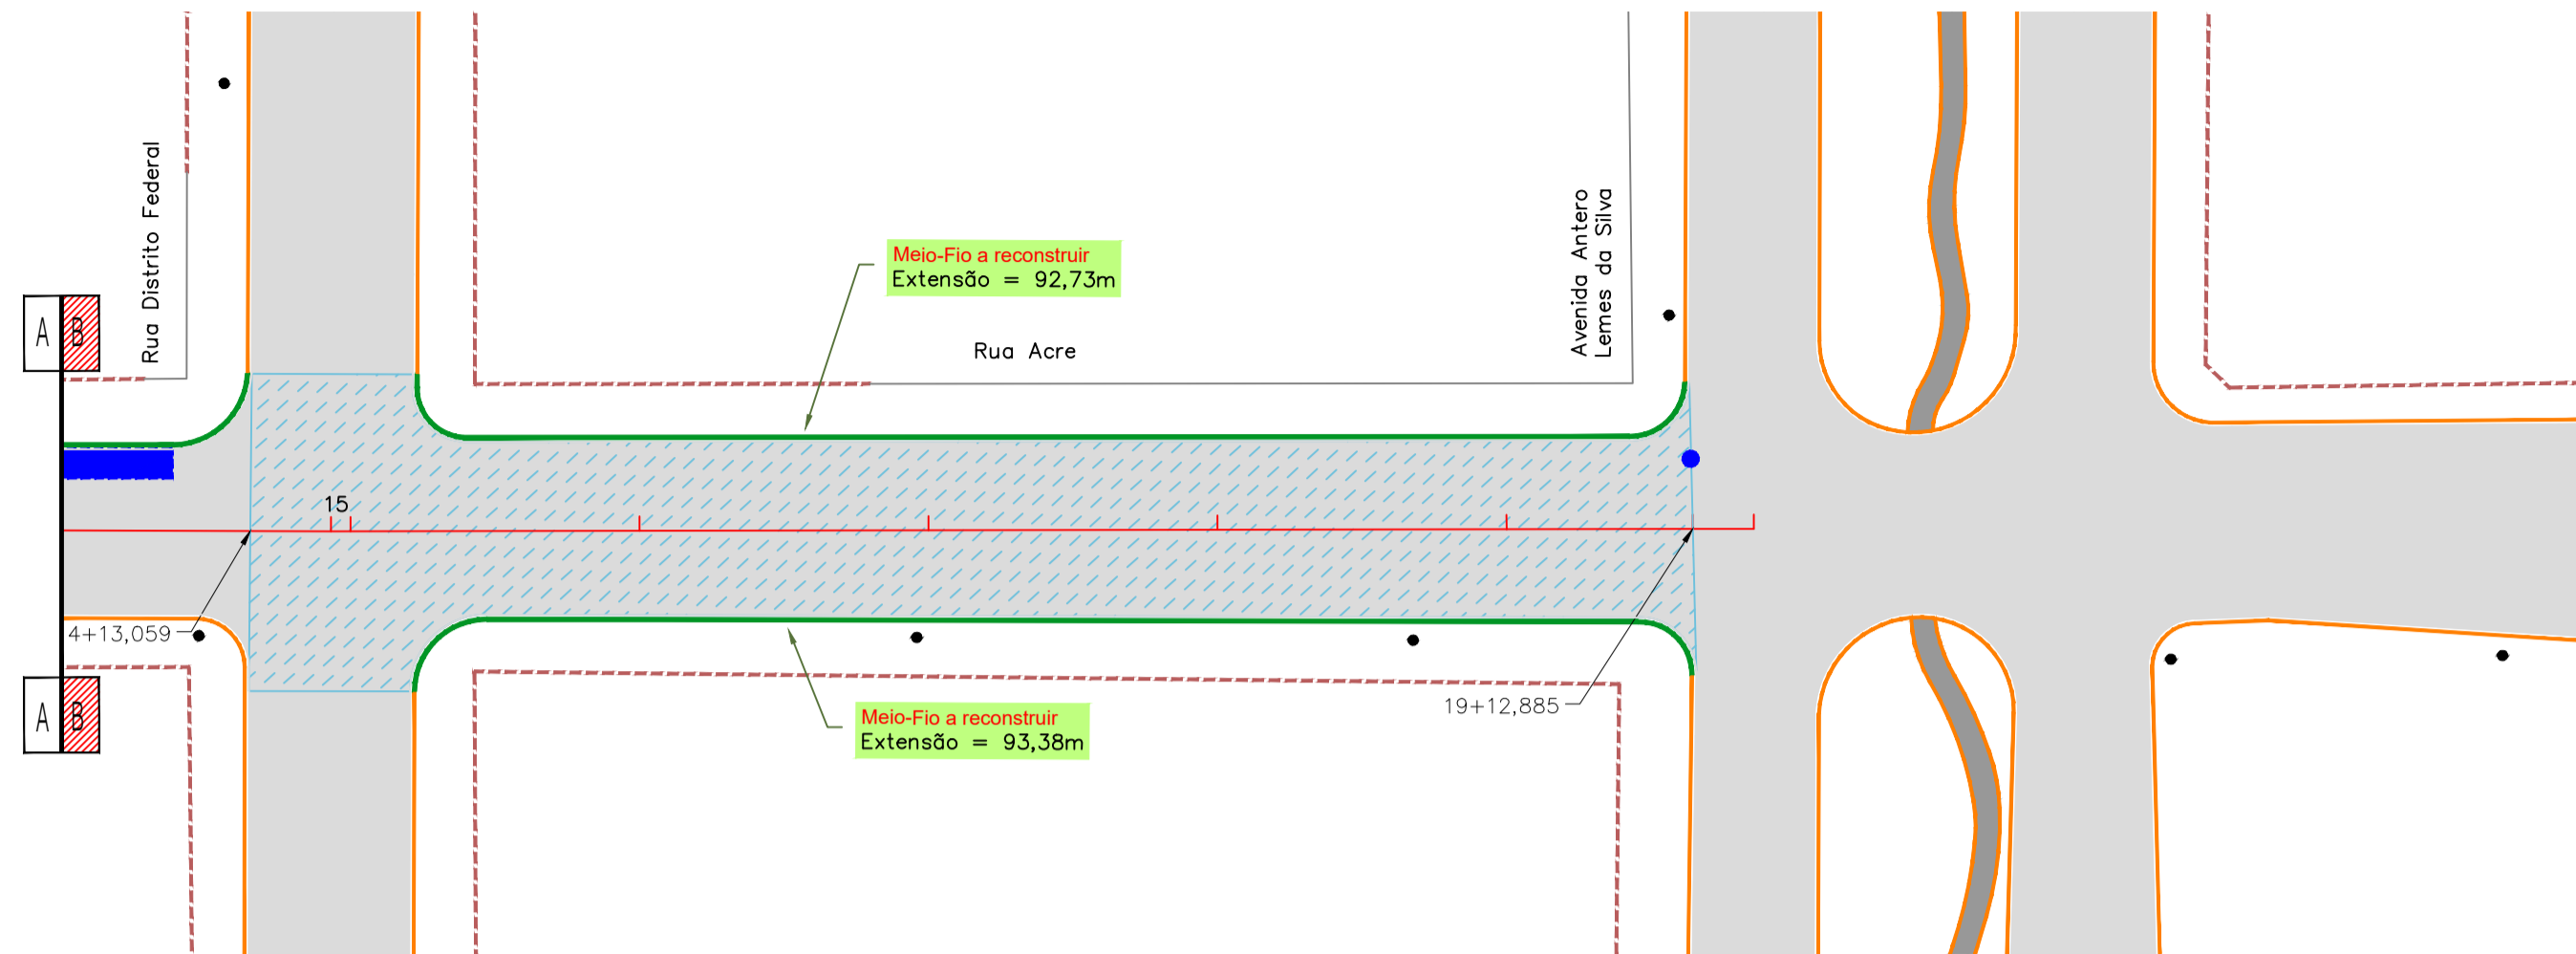 Rua Distrito Federal
Avenida Antero
Lemes da Silva
Meio-Fio a reconstruir
Extensão = 92,73m
A B
Rua Acre
15
4+13,059
19+12,885
A B
Meio-Fio a reconstruir
Extensão = 93,38m